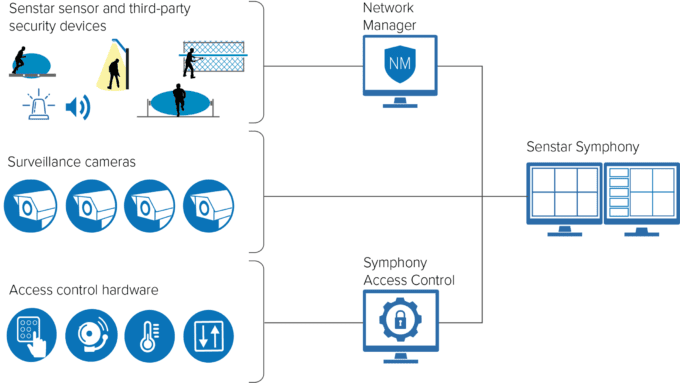 Senstar sensor and third-party
security devices
Network
Manager
NM
Surveillance cameras
Senstar Symphony
Access control hardware
Symphony
Access Control